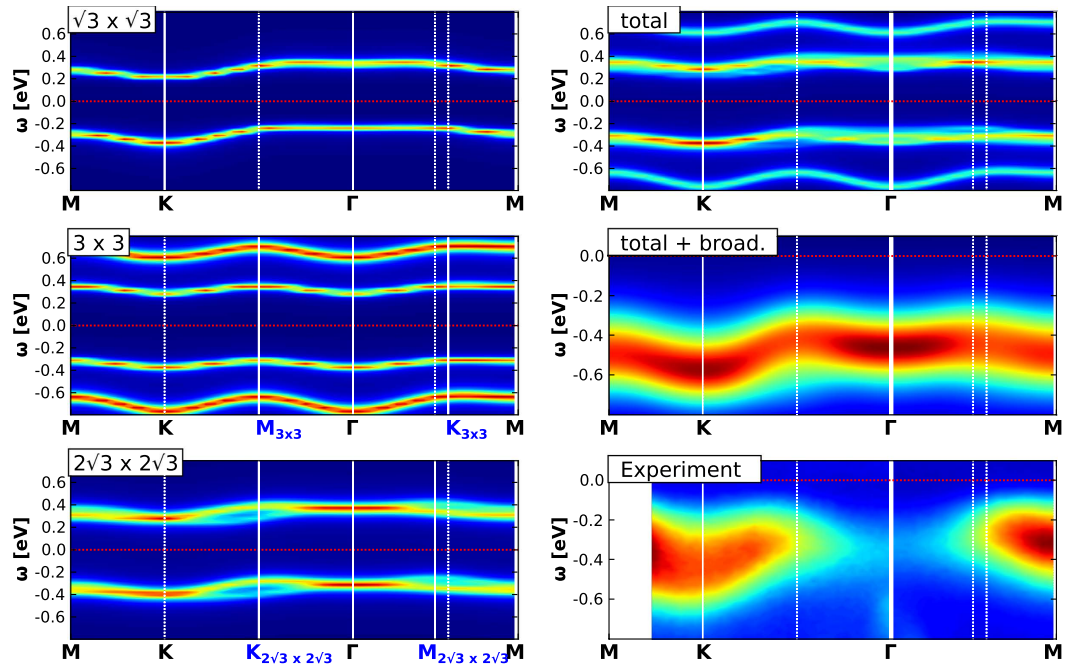 √3 x √3
ω [eV]
0.6
0.4
0.2
0.0
-0.2
-0.4
-0.6
M K Γ M
total
ω [eV]
0.6
0.4
0.2
0.0
-0.2
-0.4
-0.6
M K Γ M
3 x 3
ω [eV]
0.6
0.4
0.2
0.0
-0.2
-0.4
-0.6
M K M3x3 Γ K3x3 M
total + broad.
ω [eV]
0.0
-0.2
-0.4
-0.6
M K Γ M
2√3 x 2√3
ω [eV]
0.6
0.4
0.2
0.0
-0.2
-0.4
-0.6
M K K2√3 x 2√3 Γ M2√3 x 2√3 M
Experiment
ω [eV]
0.0
-0.2
-0.4
-0.6
M K Γ M